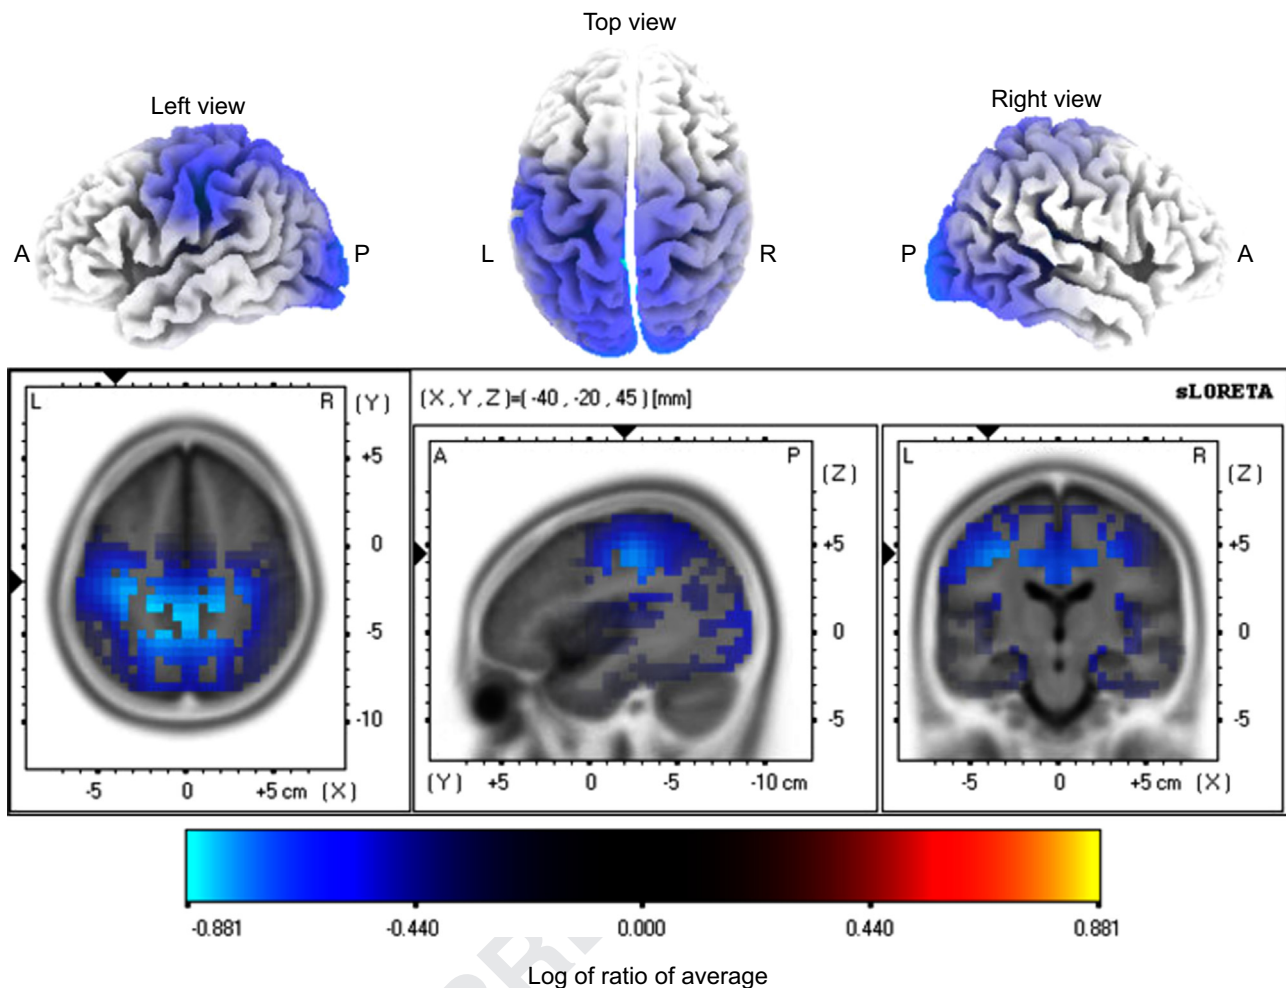 Top view
Left view
Right view
A
P
L
R
P
A
L
R
(Y)
+5
0
-5
-10
-5
0
+5 cm
(X)
(X,Y,Z)=(-40,-20,45)[mm]
sLORETA
A
P
(Z)
+5
0
-5
(Y)
+5
0
-5
-10 cm
L
R
(Z)
+5
0
-5
-5
0
+5 cm
(X)
-0.881
-0.440
0.000
0.440
0.881
Log of ratio of average